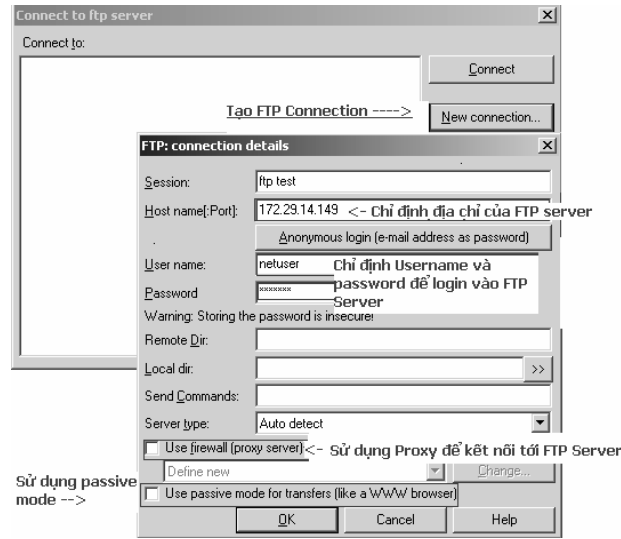 Connect to ftp server
Connect to:
Connect
Tạo FTP Connection ---->
New connection...
FTP: connection details
Session:
ftp test
Host name[:Port]:
172.29.14.149
<- Chỉ định địa chỉ của FTP server
Anonymous login (e-mail address as password)
User name:
netuser
Chỉ định Username và
password để login vào FTP
Server
Password
xxxxxxx
Warning: Storing the password is insecure!
Remote Dir:
Local dir:
>>
Send Commands:
Server type:
Auto detect
Use firewall (proxy server)
<- Sử dụng Proxy để kết nối tới FTP Server
Define new
Change...
Sử dụng passive
mode -->
Use passive mode for transfers (like a WWW browser)
OK
Cancel
Help